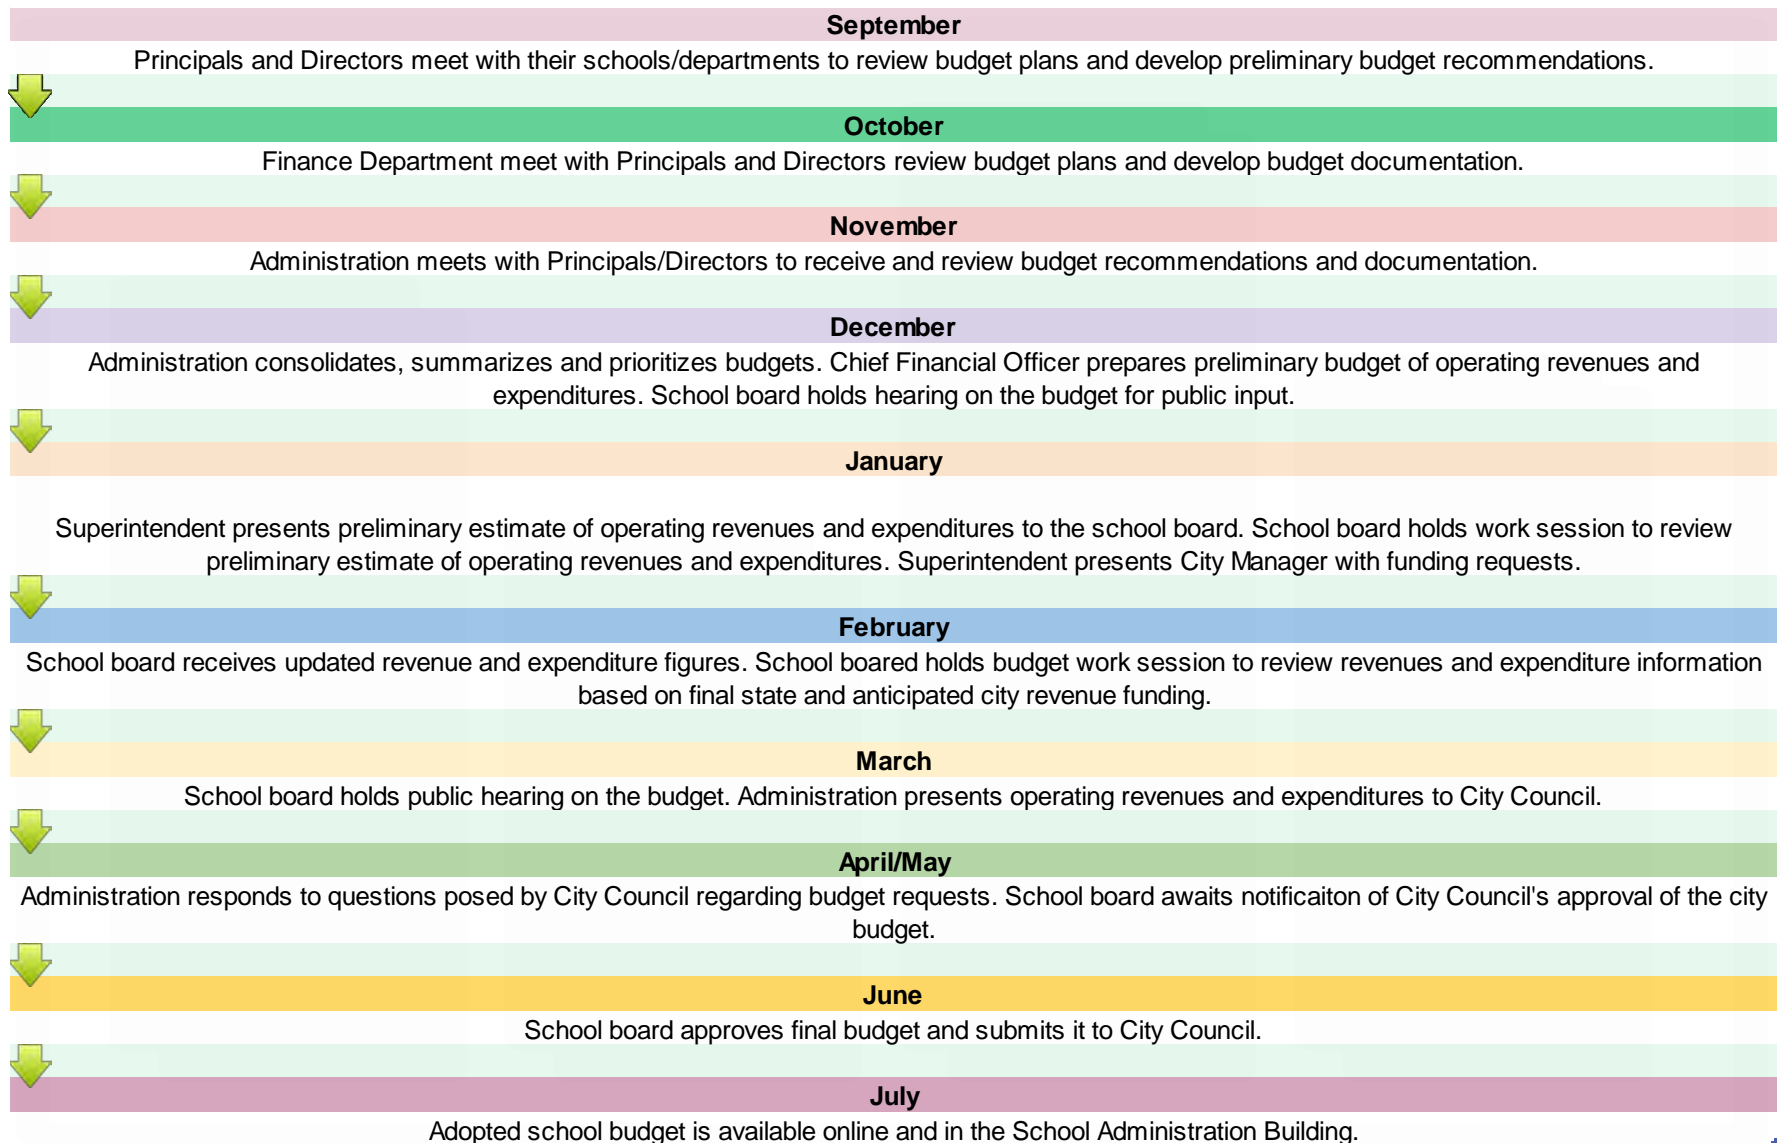 September
Principals and Directors meet with their schools/departments to review budget plans and develop preliminary budget recommendations.
October
Finance Department meet with Principals and Directors review budget plans and develop budget documentation.
November
Administration meets with Principals/Directors to receive and review budget recommendations and documentation.
December
Administration consolidates, summarizes and prioritizes budgets. Chief Financial Officer prepares preliminary budget of operating revenues and
expenditures. School board holds hearing on the budget for public input.
January
Superintendent presents preliminary estimate of operating revenues and expenditures to the school board. School board holds work session to review
preliminary estimate of operating revenues and expenditures. Superintendent presents City Manager with funding requests.
February
School board receives updated revenue and expenditure figures. School boared holds budget work session to review revenues and expenditure information
based on final state and anticipated city revenue funding.
March
School board holds public hearing on the budget. Administration presents operating revenues and expenditures to City Council.
April/May
Administration responds to questions posed by City Council regarding budget requests. School board awaits notificaiton of City Council's approval of the city
budget.
June
School board approves final budget and submits it to City Council.
July
Adopted school budget is available online and in the School Administration Building.